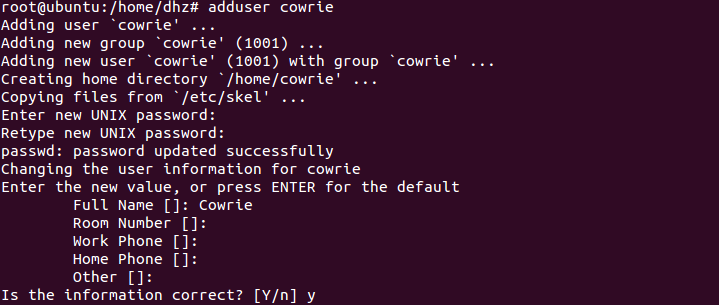 root@ubuntu:/home/dhz# adduser cowrie
Adding user `cowrie' ...
Adding new group `cowrie' (1001) ...
Adding new user `cowrie' (1001) with group `cowrie' ...
Creating home directory `/home/cowrie' ...
Copying files from `/etc/skel' ...
Enter new UNIX password:
Retype new UNIX password:
passwd: password updated successfully
Changing the user information for cowrie
Enter the new value, or press ENTER for the default
        Full Name []: Cowrie
        Room Number []:
        Work Phone []:
        Home Phone []:
        Other []:
Is the information correct? [Y/n] y